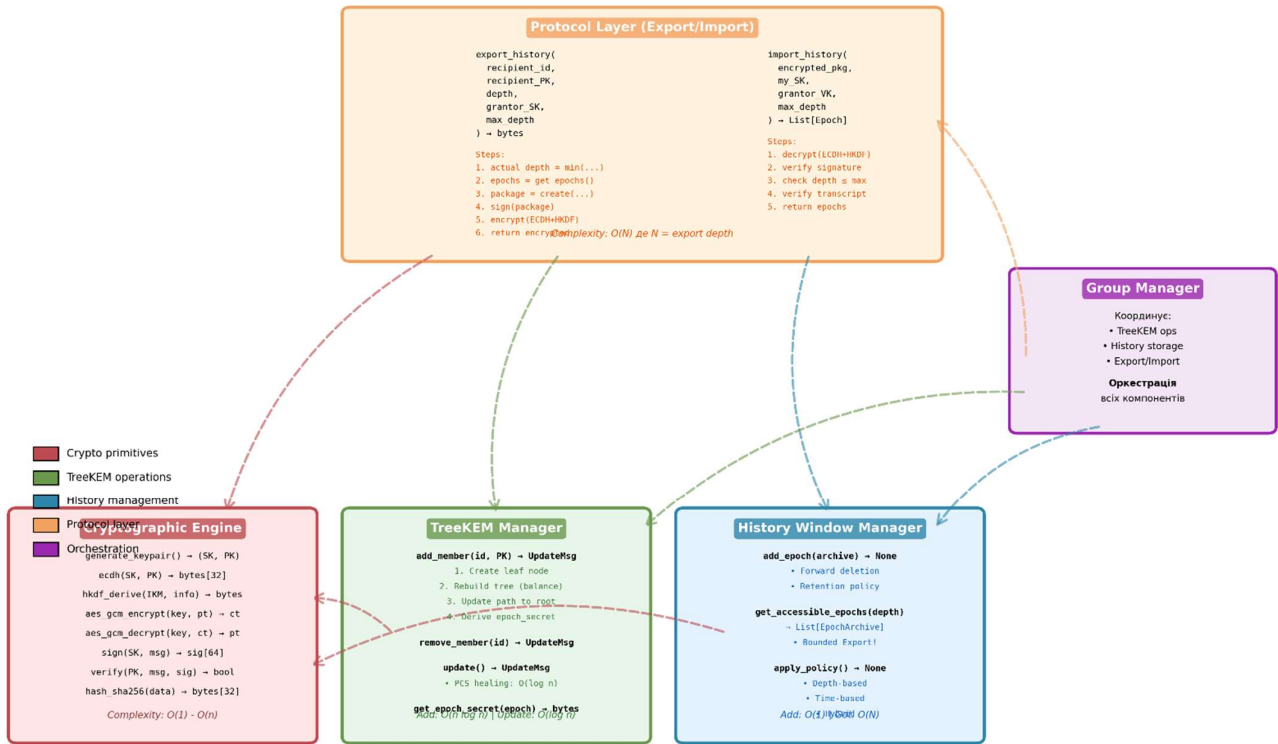 Protocol Layer (Export/Import)
export_history(
recipient_id,
recipient_PK,
depth,
grantor_SK,
max_depth
) → bytes
Steps:
1. actual depth = min(...)
2. epochs = get epochs()
3. package = create(...)
4. sign(package)
5. encrypt(ECDH+HKDF)
6. return
import_history(
encrypted_pkg,
my_SK,
grantor_VK,
max_depth
) → List[Epoch]
Steps:
1. decrypt(ECDH+HKDF)
2. verify signature
3. check depth ≤ max
4. verify transcript
5. return epochs
Complexity: O(N) де N = export depth
Group Manager
Координує:
• TreeKEM ops
• History storage
• Export/Import
Оркестрація
всіх компонентів
Crypto primitives
TreeKEM operations
History management
Protocol layer
Orchestration
Cryptographic Engine
generate_keypair() → (SK, PK)
ecdh(SK, PK) → bytes[32]
hkdf_derive(IKM, info) → bytes
aes_gcm_encrypt(key, pt) → ct
aes_gcm_decrypt(key, ct) → pt
sign(SK, msg) → sig[64]
verify(PK, msg, sig) → bool
hash_sha256(data) → bytes[32]
Complexity: O(1) - O(n)
TreeKEM Manager
add_member(id, PK) → UpdateMsg
1. Create leaf node
2. Rebuild tree (balance)
3. Update path to root
4. Derive epoch_secret
remove_member(id) → UpdateMsg
update() → UpdateMsg
• PCS healing: O(log n)
get_epoch_secret(epoch) → bytes
Add: O(n log n) | Update: O(log n)
History Window Manager
add_epoch(archive) → None
• Forward deletion
• Retention policy
get_accessible_epochs(depth)
→ List[EpochArchive]
• Bounded Export!
apply_policy() → None
• Depth-based
• Time-based
Add: O(1) | Get: O(N)